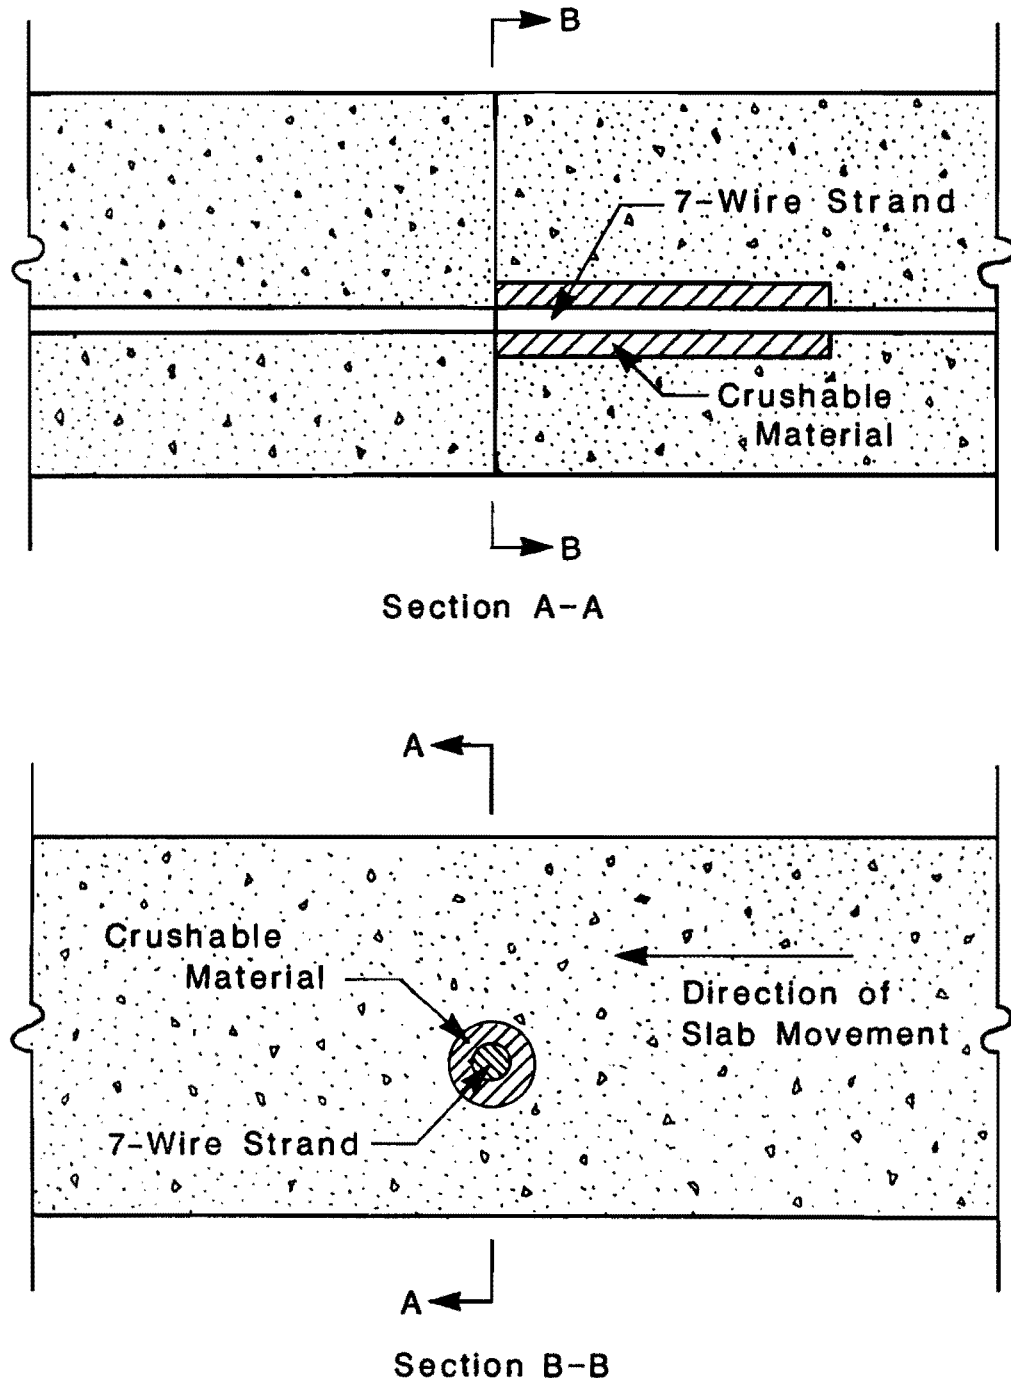 B
7-Wire Strand
Crushable
Material
B
Section A-A
A
Crushable
Material
Direction of
Slab Movement
7-Wire Strand
A
Section B-B